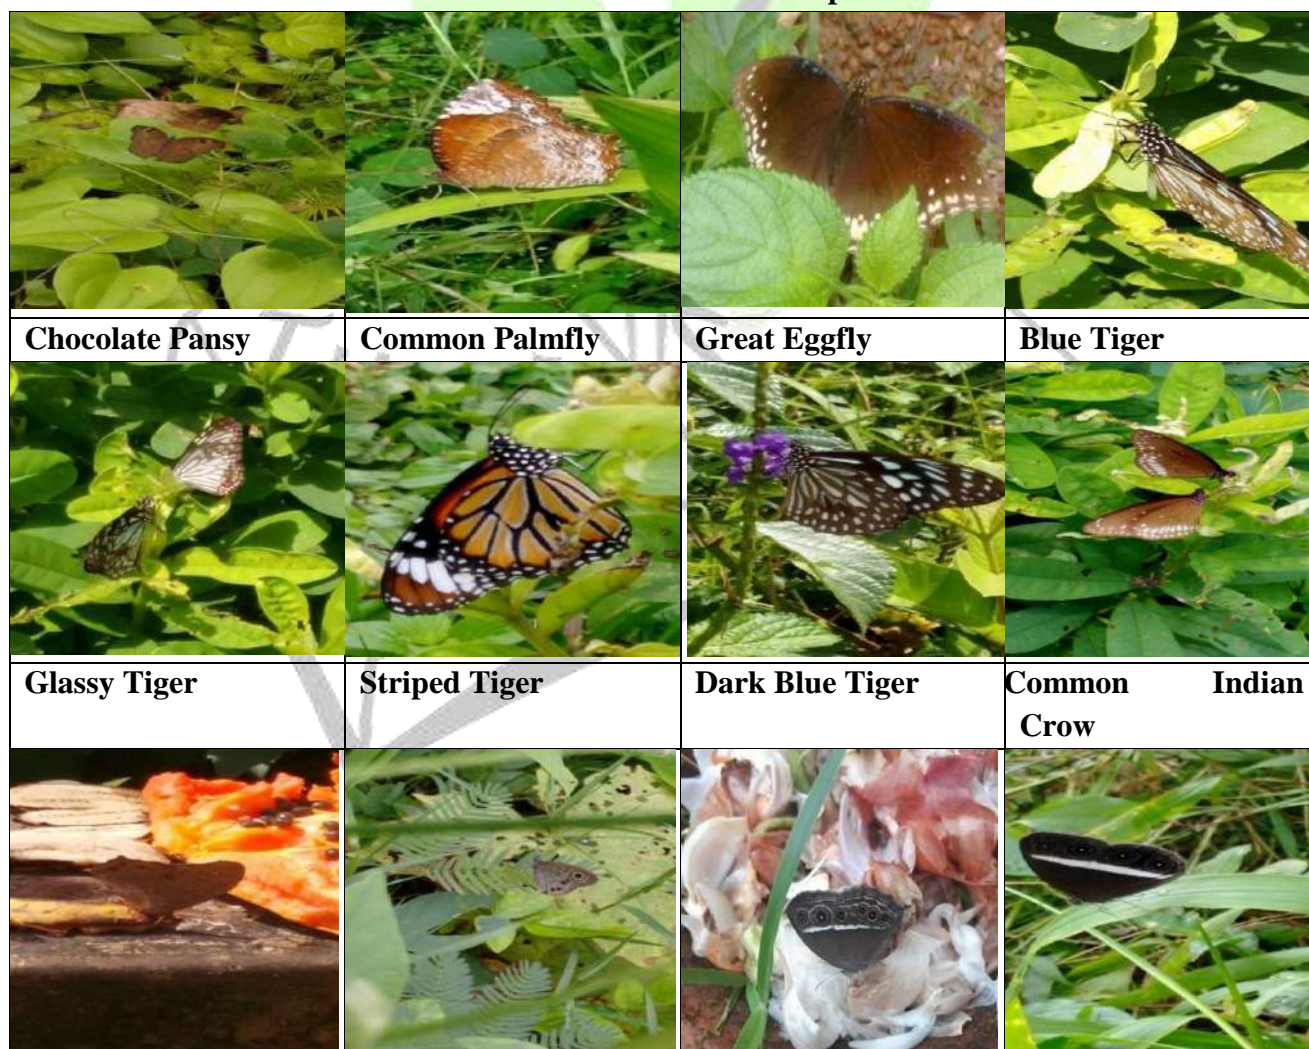 Chocolate Pansy
Common Palmfly
Great Eggfly
Blue Tiger
Glassy Tiger
Striped Tiger
Dark Blue Tiger
Common Indian
Crow